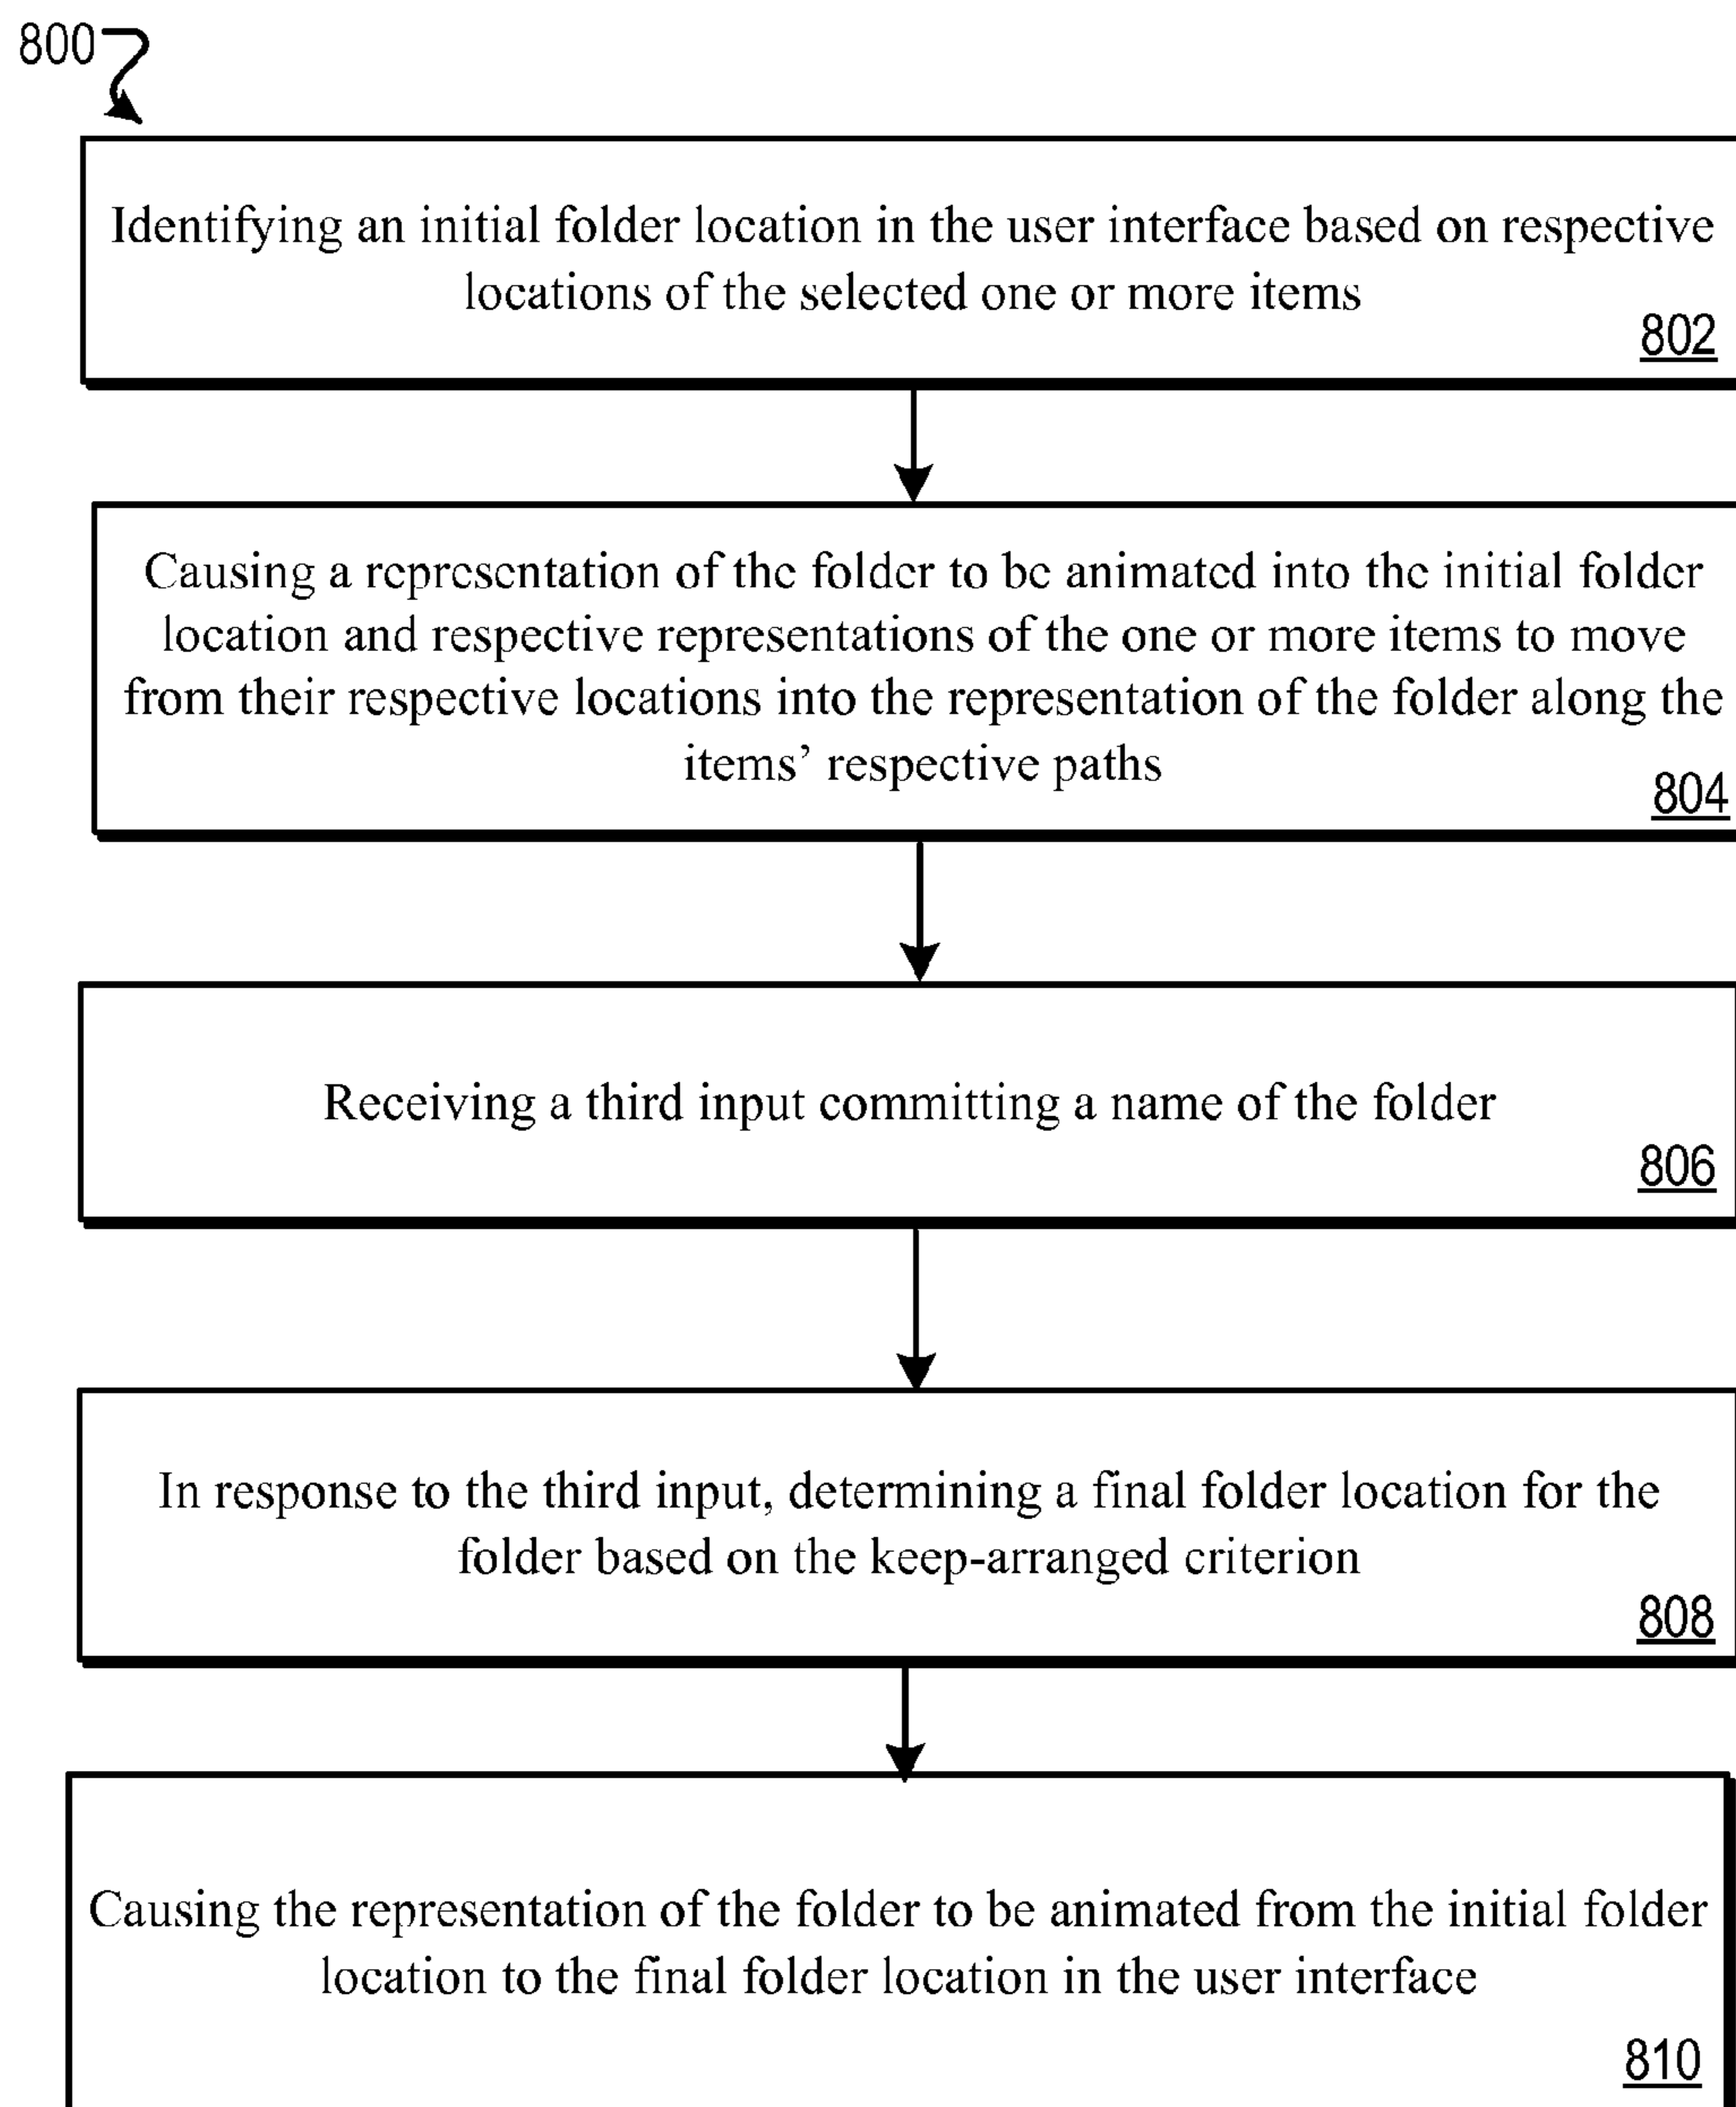 800
Identifying an initial folder location in the user interface based on respective
locations of the selected one or more items
802
Causing a representation of the folder to be animated into the initial folder
location and respective representations of the one or more items to move
from their respective locations into the representation of the folder along the
items’ respective paths
804
Receiving a third input committing a name of the folder
806
In response to the third input, determining a final folder location for the
folder based on the keep-arranged criterion
808
Causing the representation of the folder to be animated from the initial folder
location to the final folder location in the user interface
810